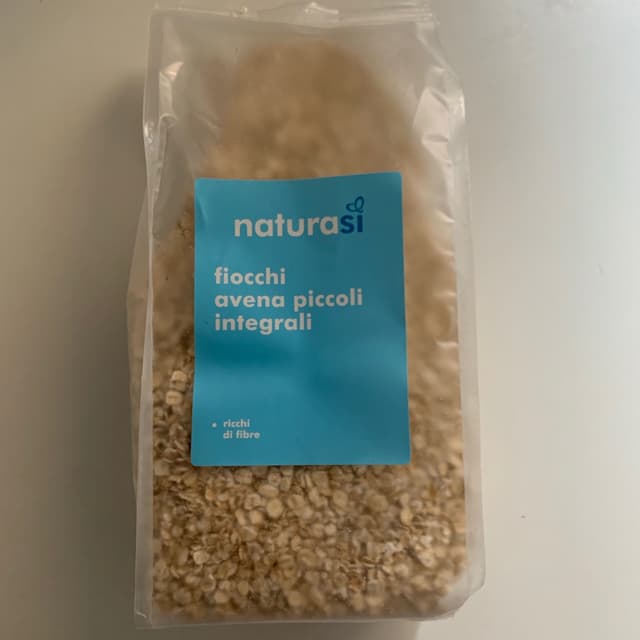 naturasì
fiocchi
avena piccoli
integrali
• ricchi
di fibre